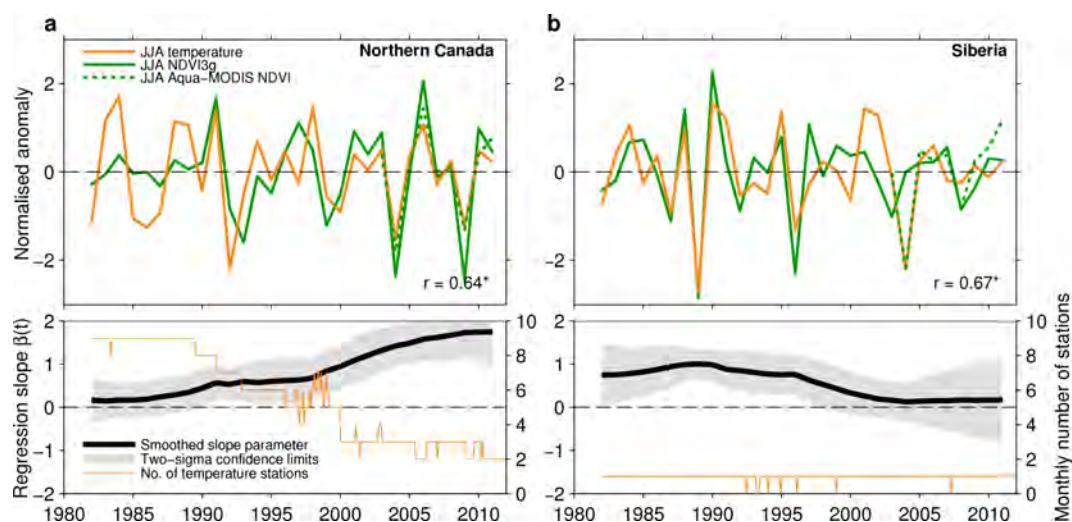 a
JJA temperature
JJA NDVI3g
JJA Aqua−MODIS NDVI
Northern Canada
Normalised anomaly
2
0
−2
r = 0.64*
b
Siberia
2
0
−2
r = 0.67*
Regression slope β(t)
2
1
0
−1
−2
Smoothed slope parameter
Two−sigma confidence limits
No. of temperature stations
10
8
6
4
2
0
1980 1985 1990 1995 2000 2005 2010
2
1
0
−1
−2
10
8
6
4
2
0
Monthly number of stations
1980 1985 1990 1995 2000 2005 2010